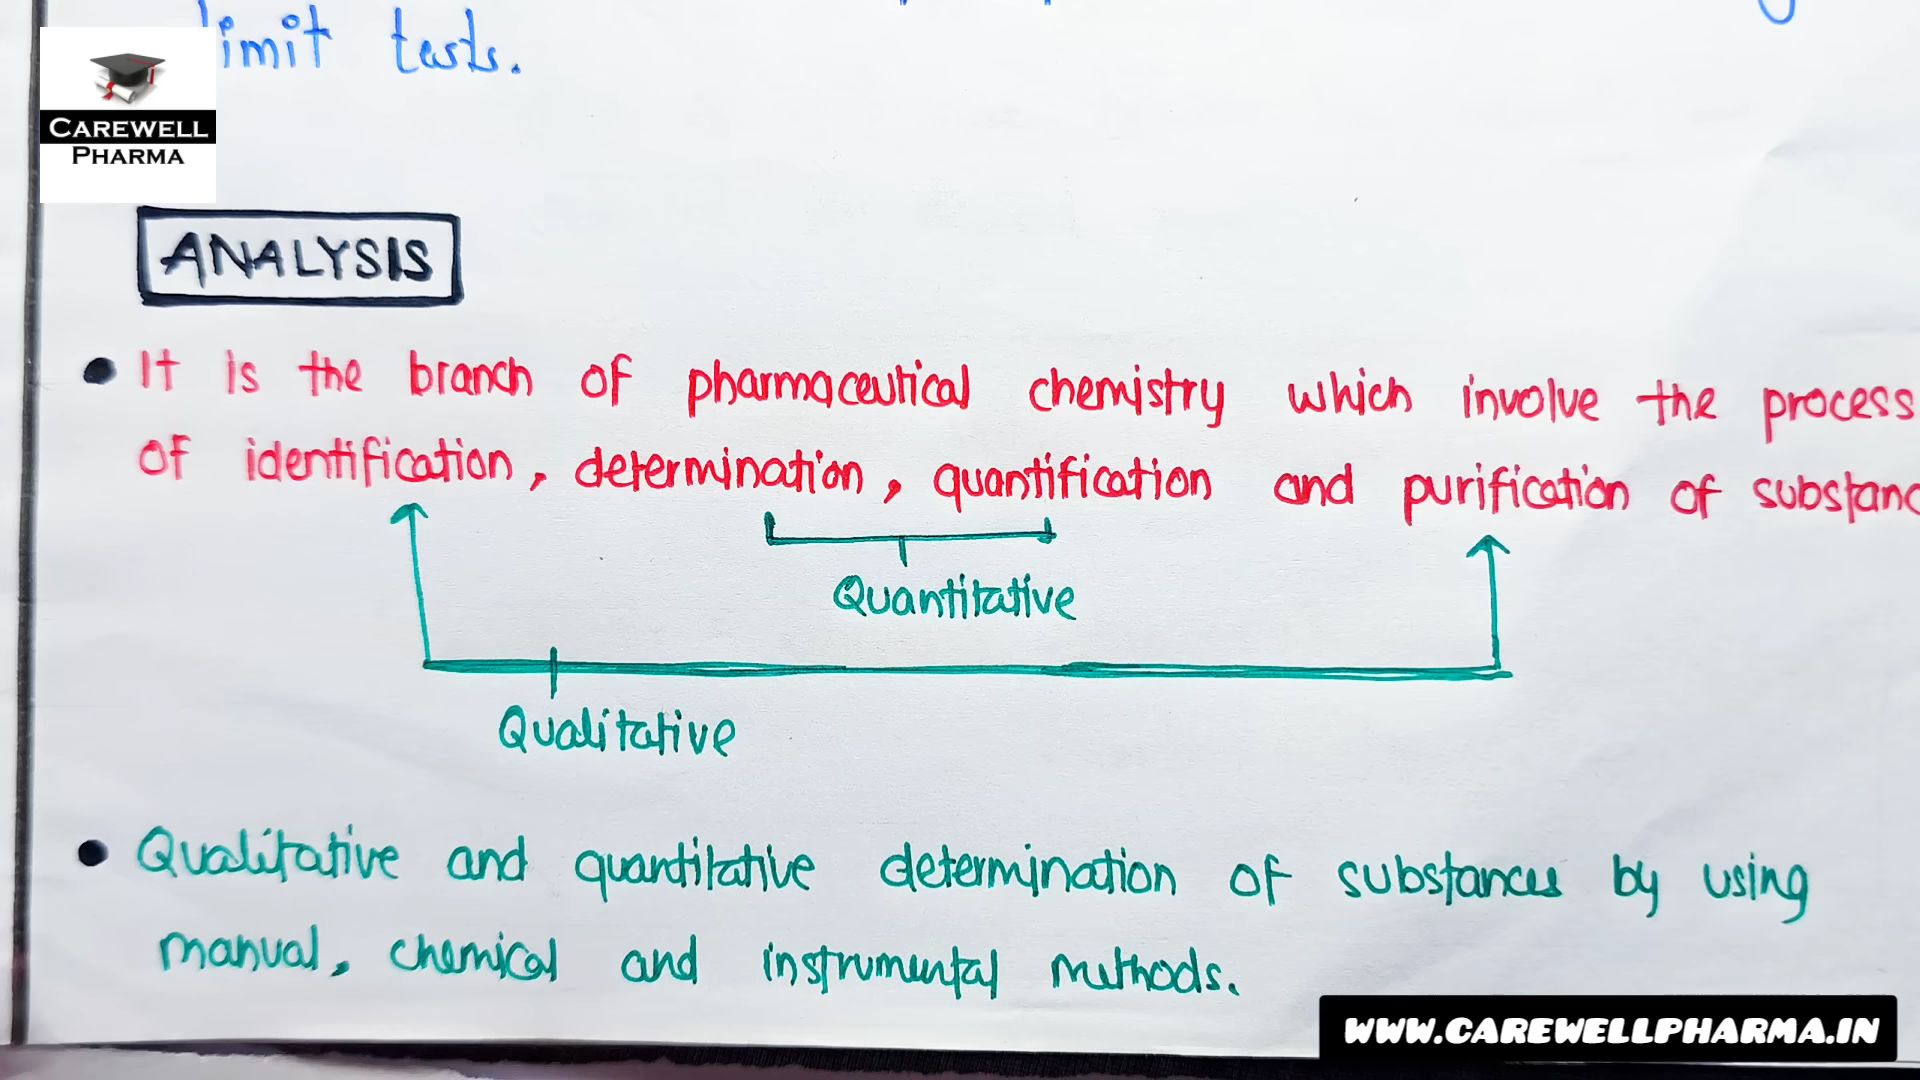 limit tests.
CAREWELL
PHARMA
ANALYSIS
It is the branch of pharmaceutical chemistry which involve the process
of identification, determination, quantification and purification of substanc
Quantitative
Qualitative
Qualitative and quantitative determination of substances by using
manual, chemical and instrumental methods.
WWW.CAREWELLPHARMA.IN